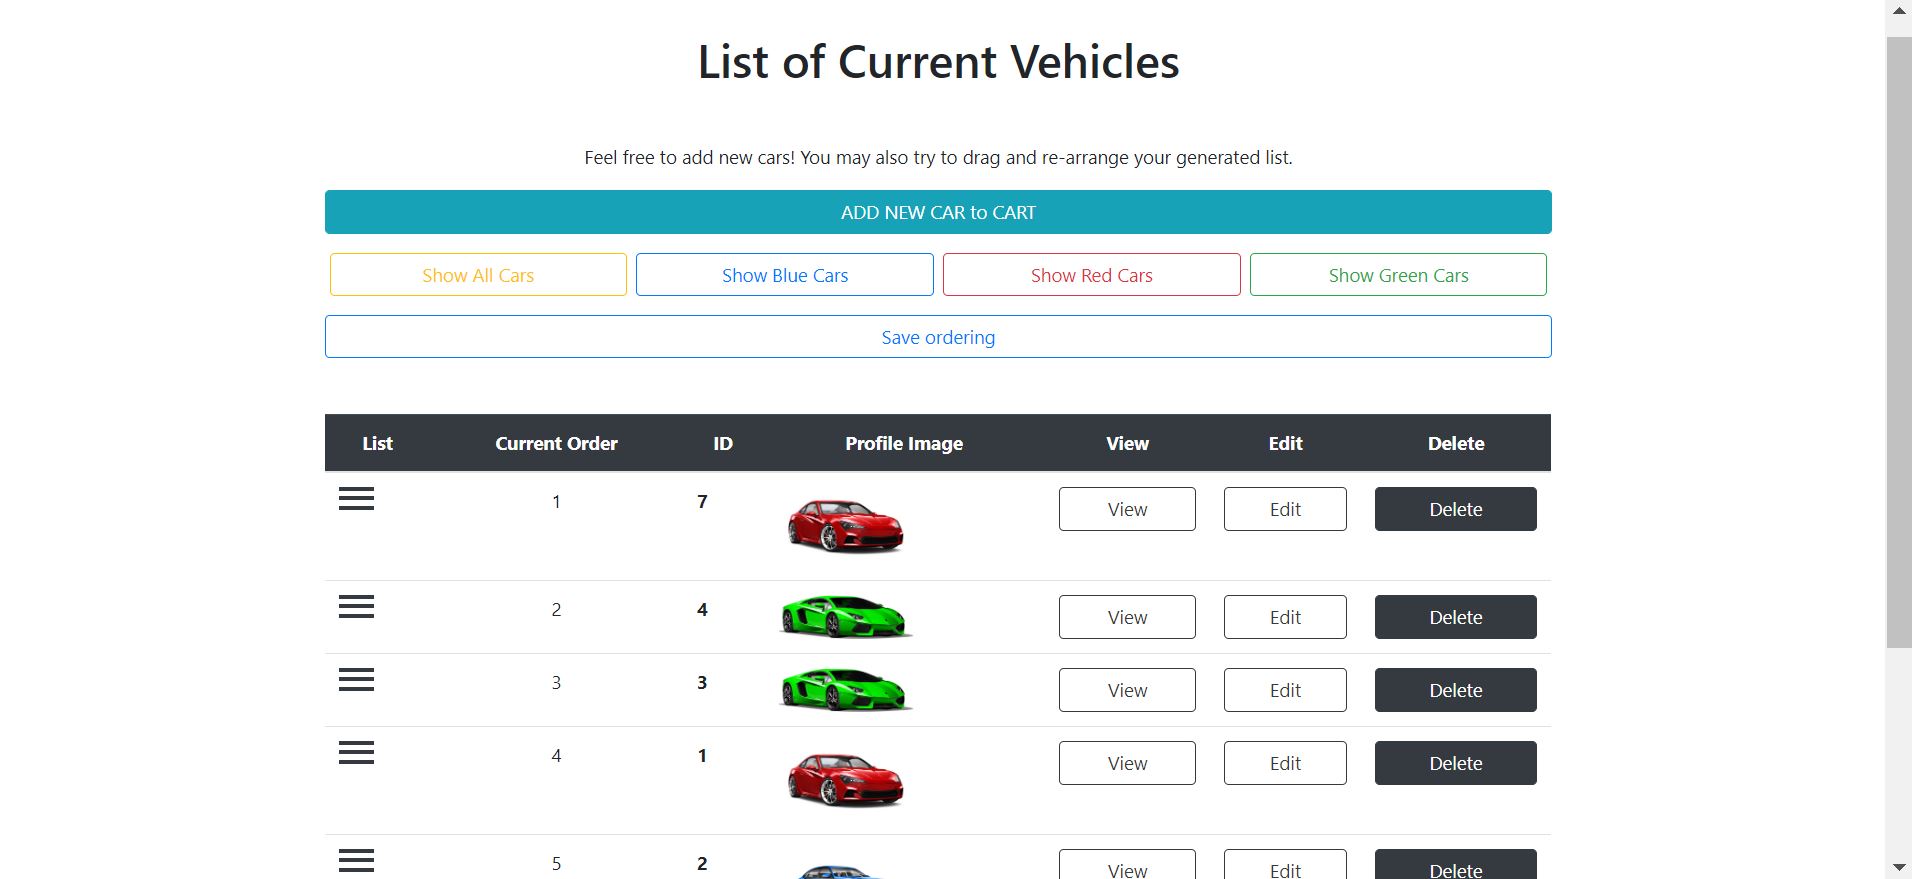 List of Current Vehicles
Feel free to add new cars! You may also try to drag and re-arrange your generated list.
ADD NEW CAR to CART
Show All Cars Show Blue Cars Show Red Cars Show Green Cars
Save ordering
List Current Order ID Profile Image View Edit Delete
1 7 View Edit Delete
2 4 View Edit Delete
3 3 View Edit Delete
4 1 View Edit Delete
5 2 View Edit Delete